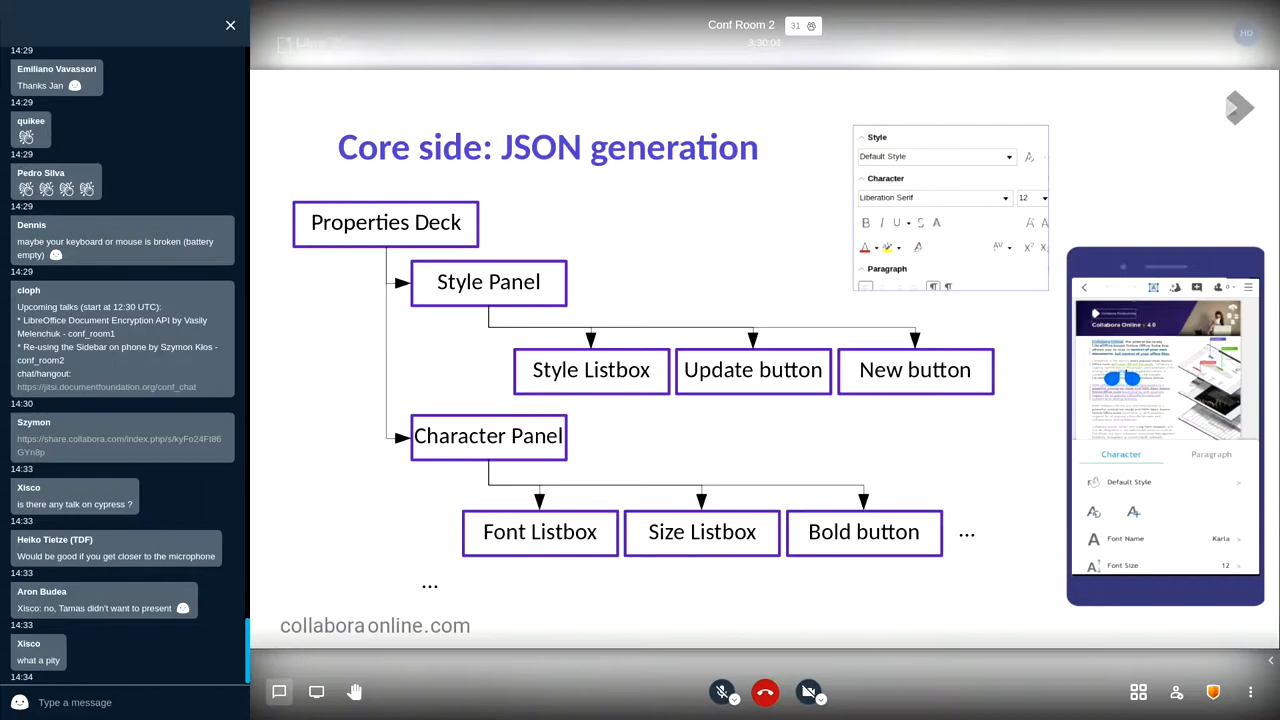 14:29
Emiliano Vavassori
Thanks Jan
14:29
quikee
14:29
Pedro Silva
14:29
Dennis
maybe your keyboard or mouse is broken (battery
empty)
14:29
cloph
Upcoming talks (start at 12:30 UTC):
* LibreOffice Document Encryption API by Vasily
Melenchuk - conf_room1
* Re-using the Sidebar on phone by Szymon Kłos -
conf_room2
chat/hangout:
https://jitsi.documentfoundation.org/conf_chat
14:30
Szymon
https://share.collabora.com/index.php/s/kyFo24Ft86
GYn8p
14:33
Xisco
is there any talk on cypress ?
14:33
Heiko Tietze (TDF)
Would be good if you get closer to the microphone
14:33
Aron Budea
Xisco: no, Tamas didn't want to present
14:33
Xisco
what a pity
14:34
Type a message
Conf Room 2
31
3:30:01
HD
Core side: JSON generation
Properties Deck
Style Panel
Style Listbox
Update button
New button
Character Panel
Font Listbox
Size Listbox
Bold button
...
...
collaboraonline.com
Style
Default Style
Character
Liberation Serif
12
B I U S A
Paragraph
Collabora Online
4.0
Character
Paragraph
Default Style
Font Name
Karla
Font Size
12